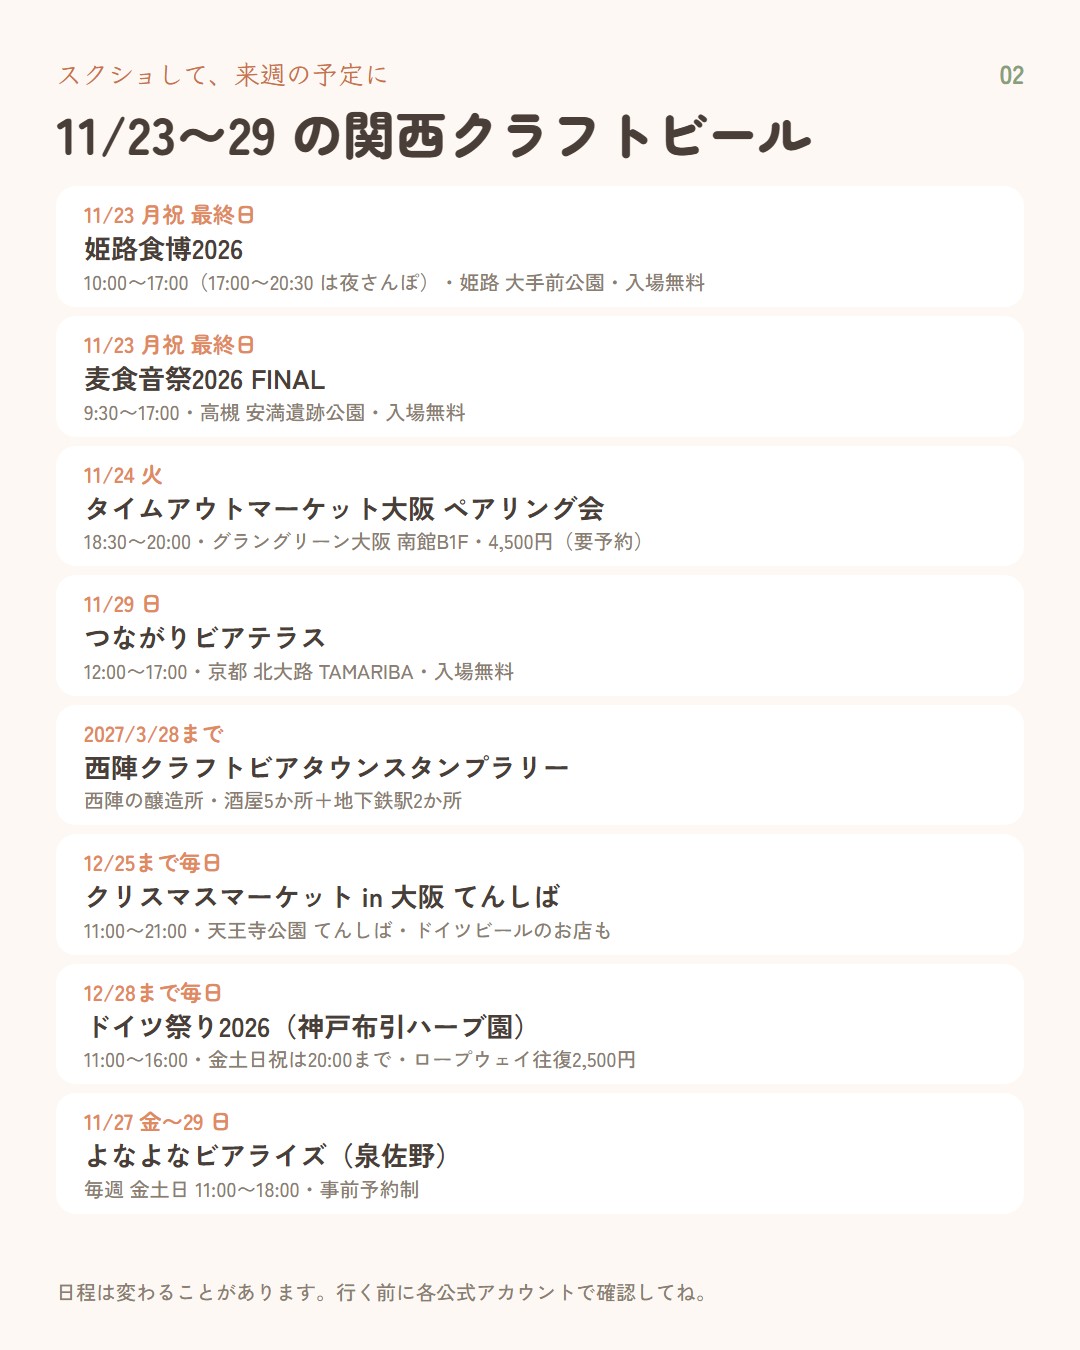 スクショして、来週の予定に
02
11/23〜29 の関西クラフトビール
11/23 月祝 最終日
姫路食博2026
10:00〜17:00（17:00〜20:30 は夜さんぽ）・姫路 大手前公園・入場無料
11/23 月祝 最終日
麦食音祭2026 FINAL
9:30〜17:00・高槻 安満遺跡公園・入場無料
11/24 火
タイムアウトマーケット大阪 ペアリング会
18:30〜20:00・グラングリーン大阪 南館B1F・4,500円（要予約）
11/29 日
つながりビアテラス
12:00〜17:00・京都 北大路 TAMARIBA・入場無料
2027/3/28まで
西陣クラフトビアタウンスタンプラリー
西陣の醸造所・酒屋5か所＋地下鉄駅2か所
12/25まで毎日
クリスマスマーケット in 大阪 てんしば
11:00〜21:00・天王寺公園 てんしば・ドイツビールのお店も
12/28まで毎日
ドイツ祭り2026（神戸布引ハーブ園）
11:00〜16:00・金土日祝は20:00まで・ロープウェイ往復2,500円
11/27 金〜29 日
よなよなビアライズ（泉佐野）
毎週 金土日 11:00〜18:00・事前予約制
日程は変わることがあります。行く前に各公式アカウントで確認してね。